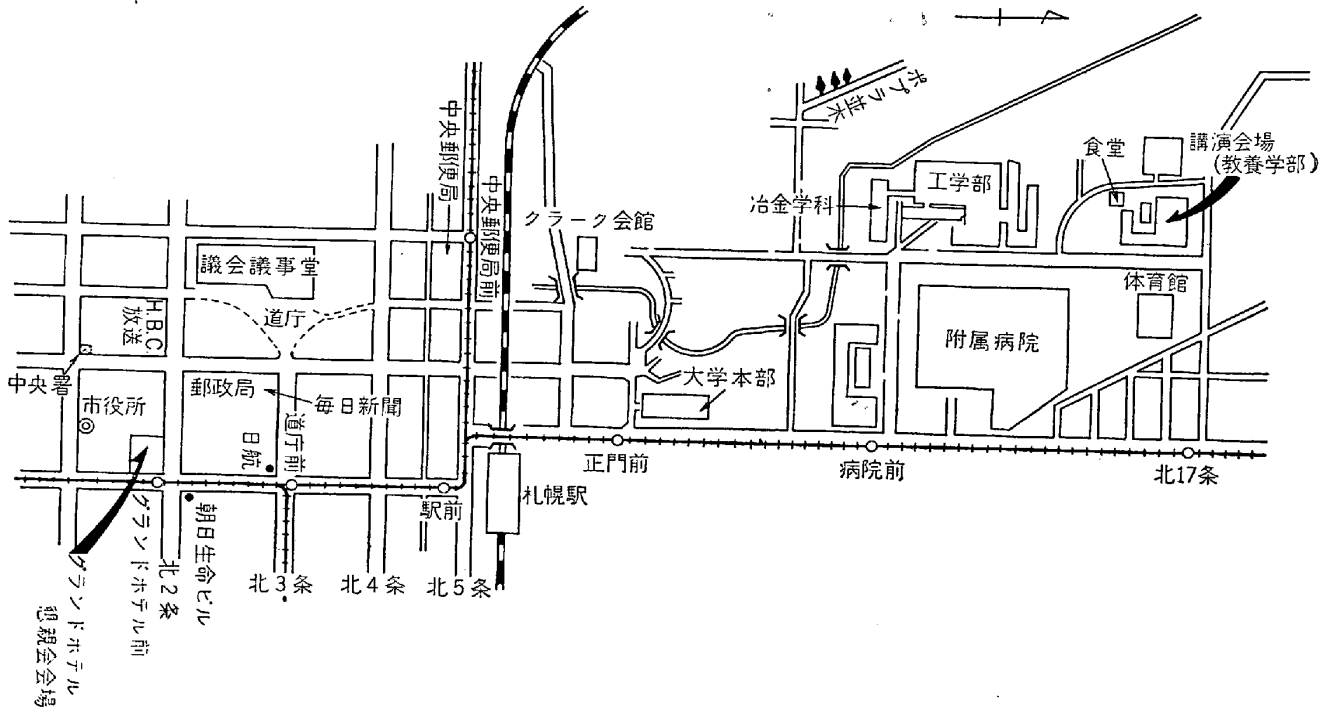 ポプラ並木
中央郵便局
中央郵便局前
クラーク会館
冶金学科
工学部
食堂
講演会場
(教養学部)
体育館
議会議事堂
道庁
H.B.C.
放送
中央署
市役所
郵政局
毎日新聞
日航
道庁前
大学本部
附属病院
正門前
病院前
北17条
駅前
札幌駅
北5条
北4条
北3条
朝日生命ビル
北2条
グランドホテル前
グランドホテル
懇親会会場